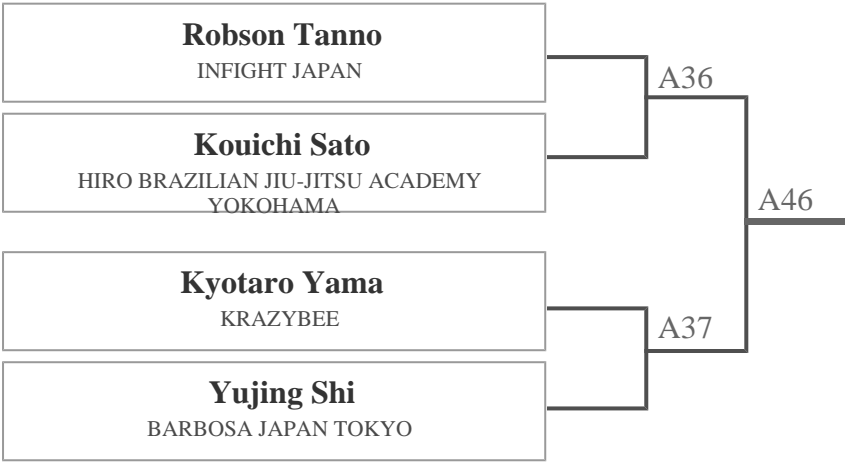 Robson Tanno
INFIGHT JAPAN
A36
Kouichi Sato
HIRO BRAZILIAN JIU-JITSU ACADEMY
YOKOHAMA
A46
Kyotaro Yama
KRAZYBEE
A37
Yujing Shi
BARBOSA JAPAN TOKYO